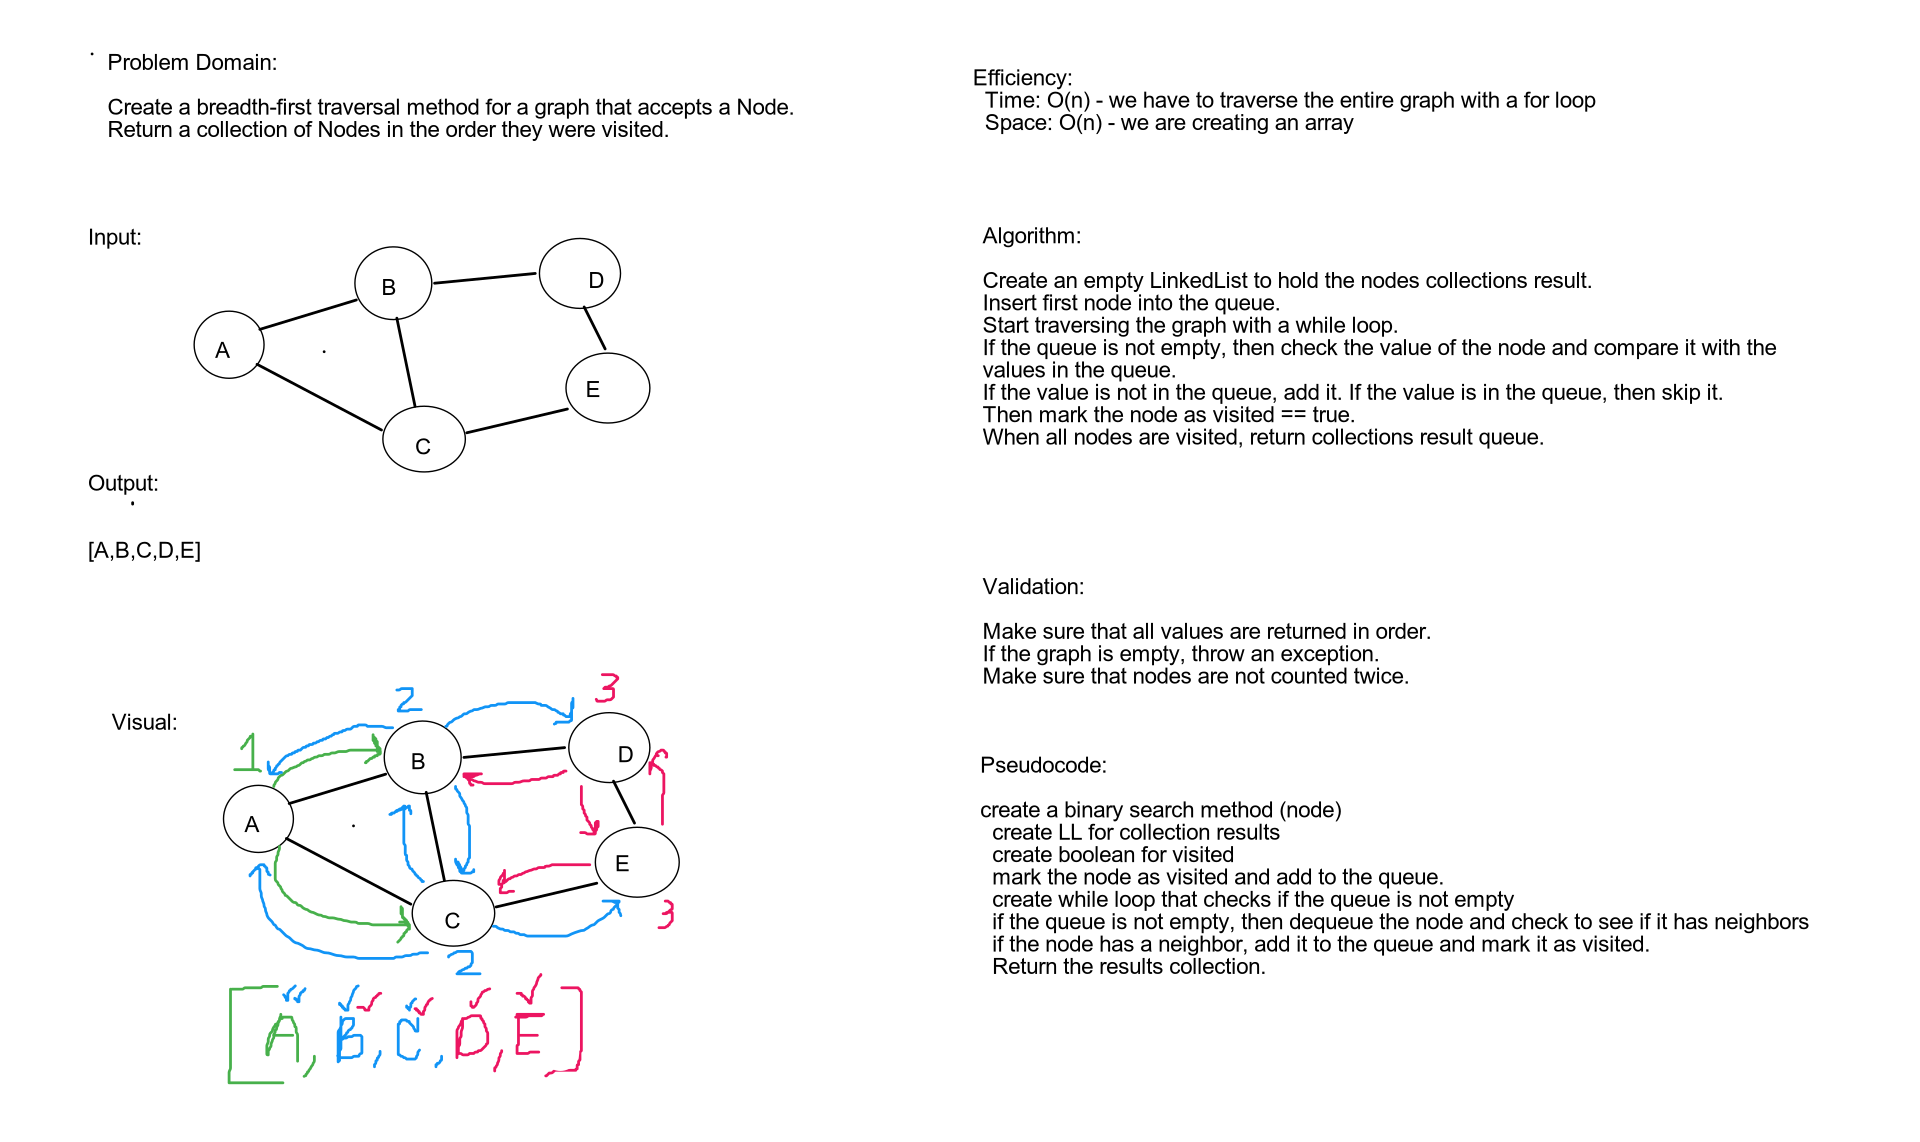 Problem Domain:
Create a breadth-first traversal method for a graph that accepts a Node.
Return a collection of Nodes in the order they were visited.
Input:
A
B
C
D
E
Output:
[A,B,C,D,E]
Visual:
1
2
3
A
B
C
D
E
2
3
[A, B, C, D, E]
Efficiency:
Time: O(n) - we have to traverse the entire graph with a for loop
Space: O(n) - we are creating an array
Algorithm:
Create an empty LinkedList to hold the nodes collections result.
Insert first node into the queue.
Start traversing the graph with a while loop.
If the queue is not empty, then check the value of the node and compare it with the
values in the queue.
If the value is not in the queue, add it. If the value is in the queue, then skip it.
Then mark the node as visited == true.
When all nodes are visited, return collections result queue.
Validation:
Make sure that all values are returned in order.
If the graph is empty, throw an exception.
Make sure that nodes are not counted twice.
Pseudocode:
create a binary search method (node)
create LL for collection results
create boolean for visited
mark the node as visited and add to the queue.
create while loop that checks if the queue is not empty
if the queue is not empty, then dequeue the node and check to see if it has neighbors
if the node has a neighbor, add it to the queue and mark it as visited.
Return the results collection.